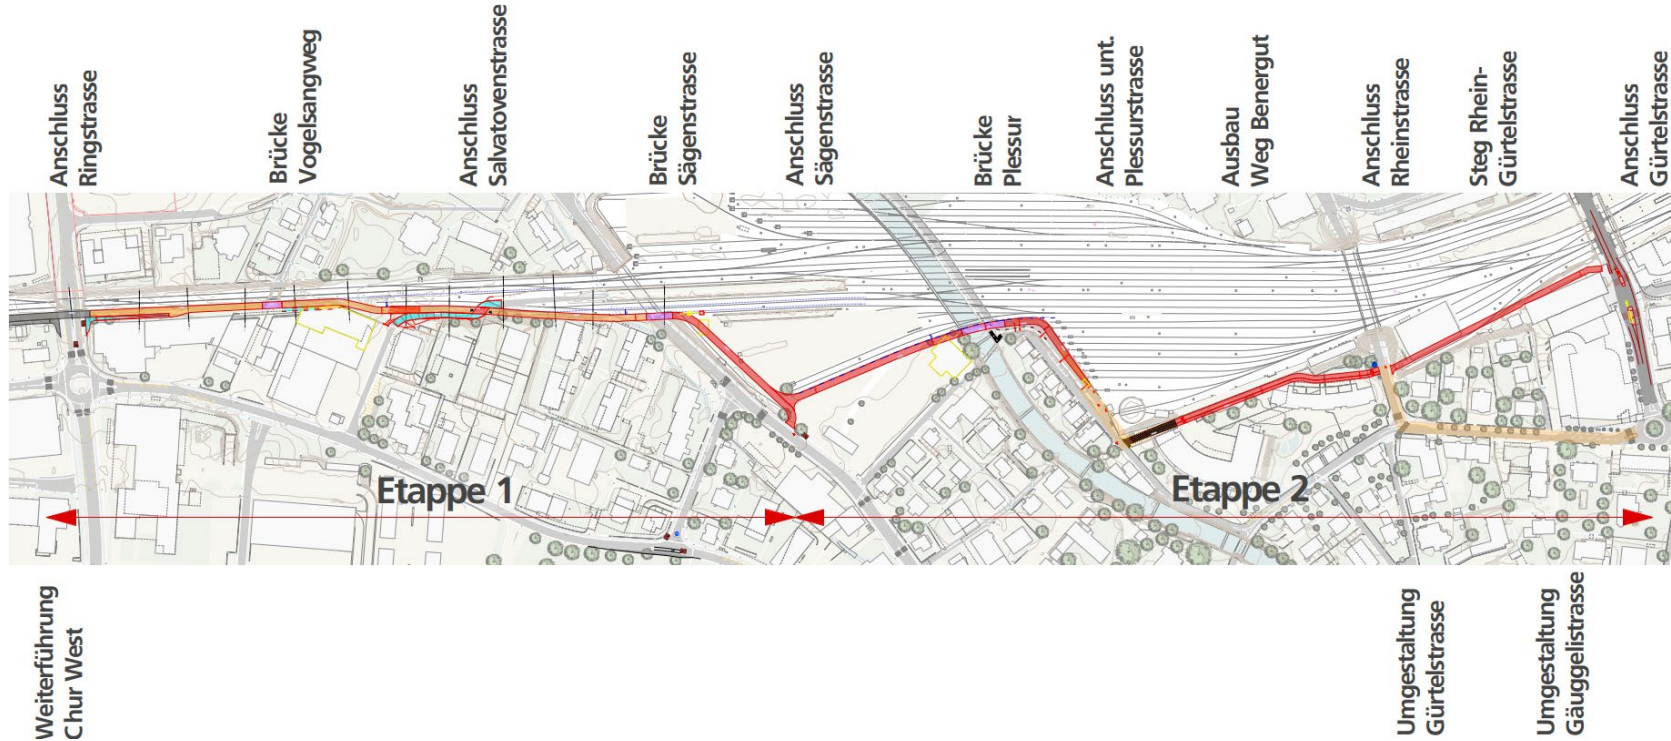 Anschluss
Ringstrasse
Brücke
Vogelsangweg
Anschluss
Salvatovenstrasse
Brücke
Sägenstrasse
Anschluss
Sägenstrasse
Brücke
Plessur
Anschluss unt.
Plessurstrasse
Ausbau
Weg Benergut
Anschluss
Rheinstrasse
Steg Rhein-
Gürtelstrasse
Anschluss
Gürtelstrasse
Etappe 1
Etappe 2
Weiterführung
Chur West
Umgestaltung
Gürtelstrasse
Umgestaltung
Gäuggelistrasse